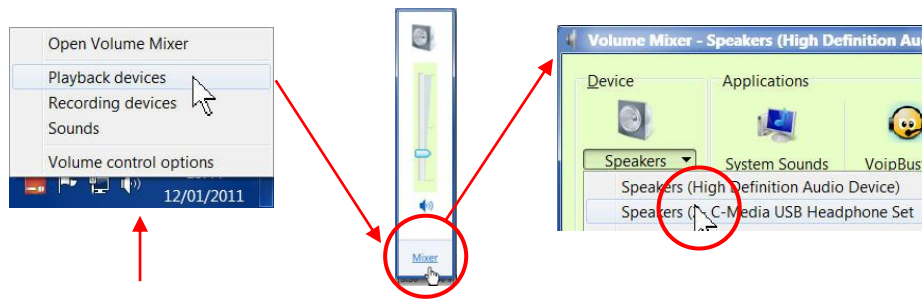 Open Volume Mixer
Playback devices
Recording devices
Sounds
Volume control options
12/01/2011
Mixer
Volume Mixer - Speakers (High Definition Au
Device
Applications
Speakers
System Sounds
VoipBus
Speakers (High Definition Audio Device)
Speakers ( C-Media USB Headphone Set